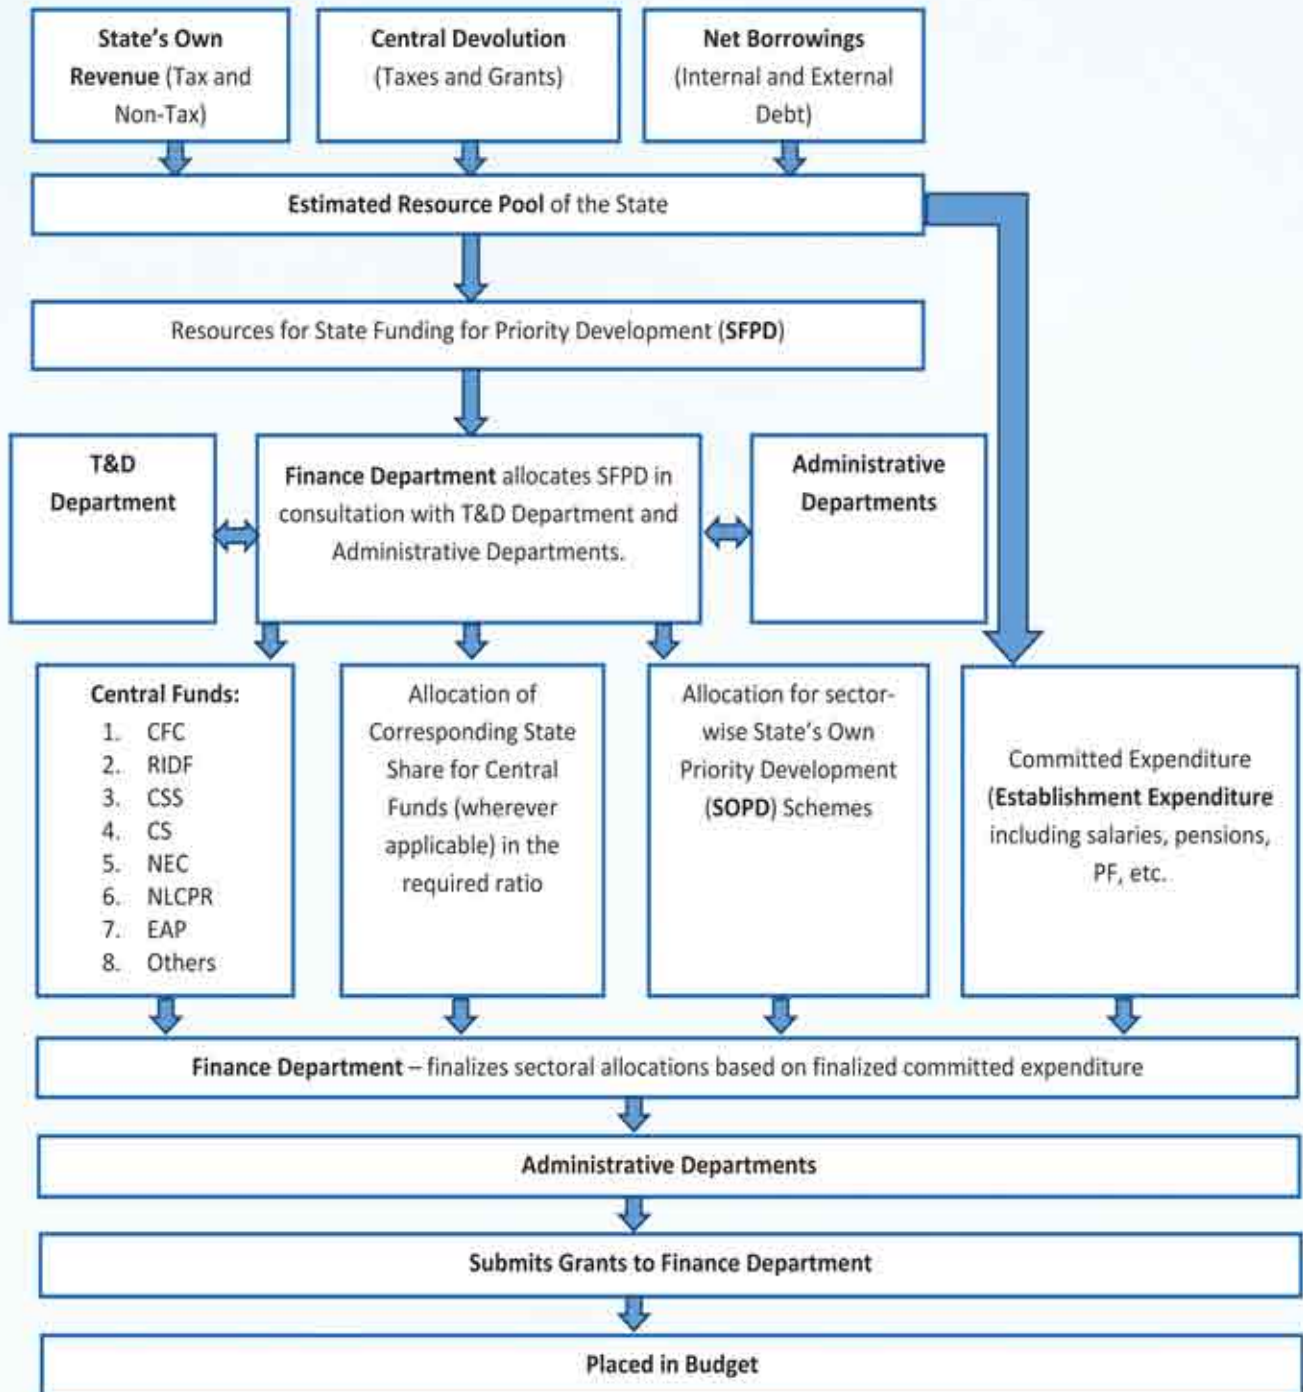 State's Own
Revenue (Tax and
Non-Tax)
Central Devolution
(Taxes and Grants)
Net Borrowings
(Internal and External
Debt)
Estimated Resource Pool of the State
Resources for State Funding for Priority Development (SFPD)
T&D
Department
Finance Department allocates SFPD in
consultation with T&D Department and
Administrative Departments.
Administrative
Departments
Central Funds:
1. CFC
2. RIDF
3. CSS
4. CS
5. NEC
6. NLCPR
7. EAP
8. Others
Allocation of
Corresponding State
Share for Central
Funds (wherever
applicable) in the
required ratio
Allocation for sector-
wise State's Own
Priority Development
(SOPD) Schemes
Committed Expenditure
(Establishment Expenditure
including salaries, pensions,
PF, etc.
Finance Department – finalizes sectoral allocations based on finalized committed expenditure
Administrative Departments
Submits Grants to Finance Department
Placed in Budget